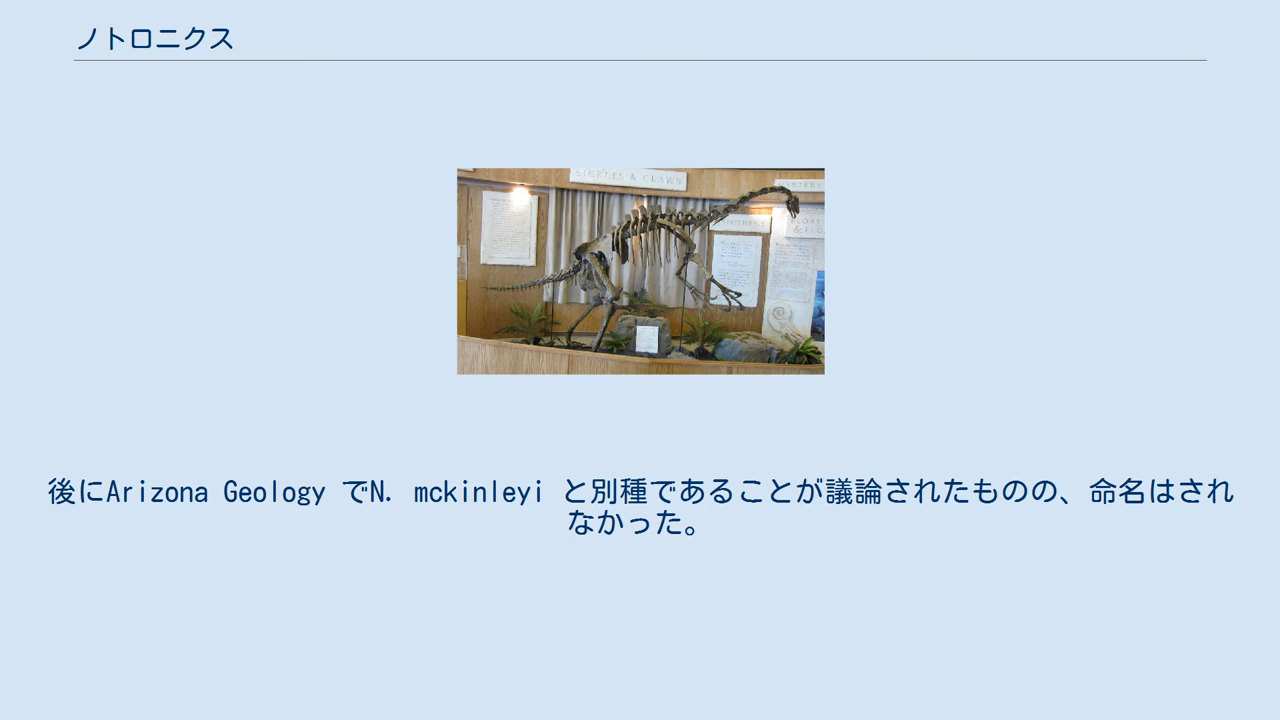 ノトロニクス
SICKLES & CLAWS
後にArizona Geology でN. mckinleyi と別種であることが議論されたものの、命名はされ
なかった。